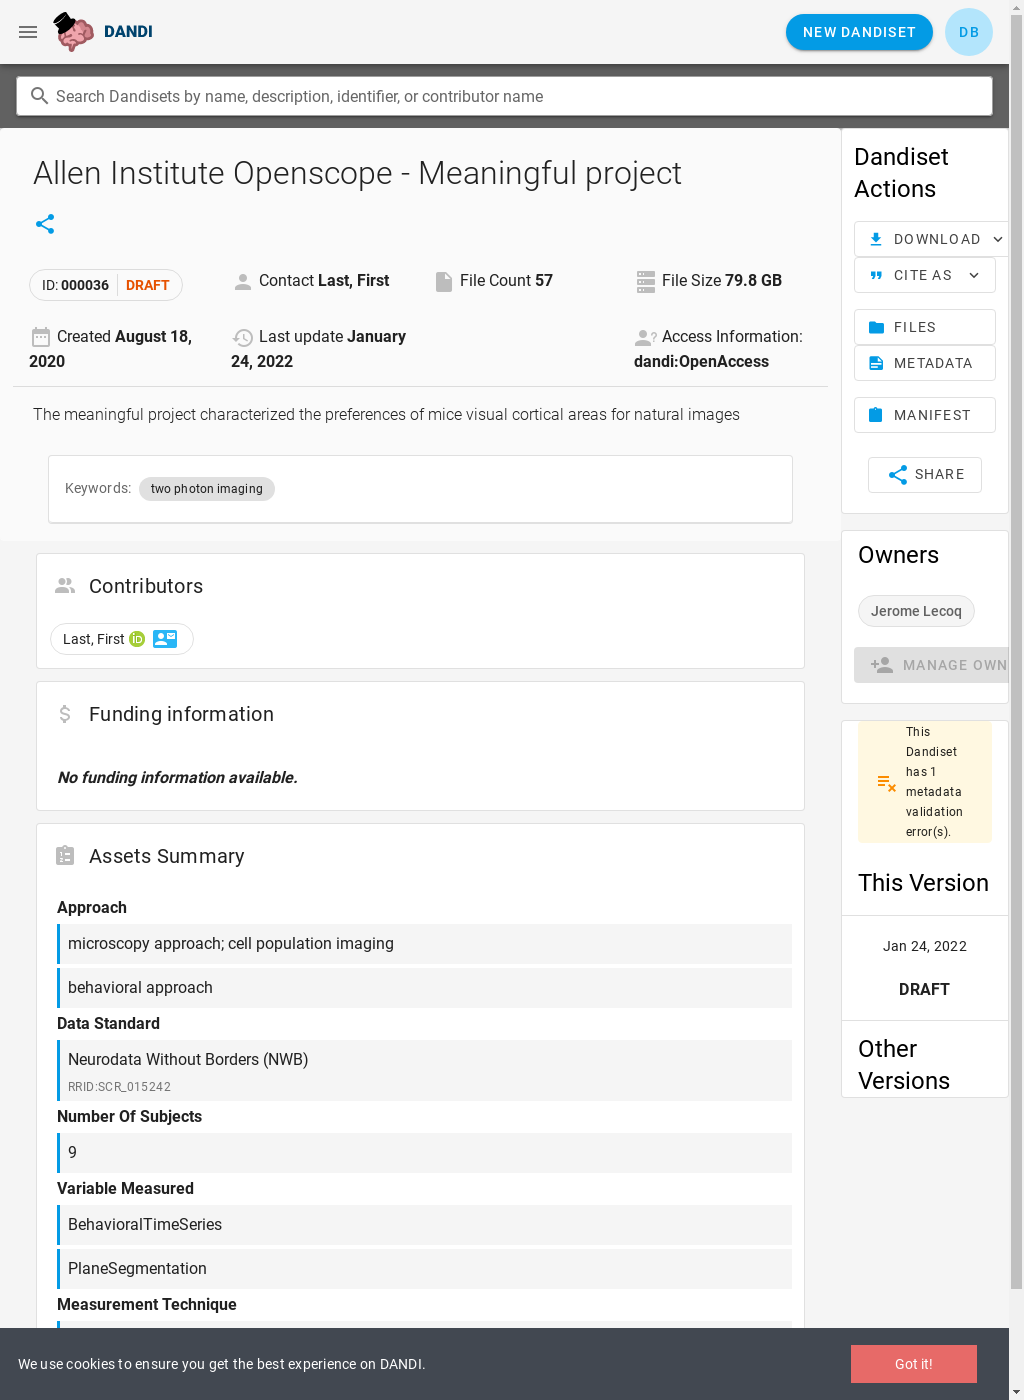 DANDI
NEW DANDISET
DB
Search Dandisets by name, description, identifier, or contributor name
Allen Institute Openscope - Meaningful project
ID: 000036 DRAFT
Contact Last, First
File Count 57
File Size 79.8 GB
Created August 18,
2020
Last update January
24, 2022
Access Information:
dandi:OpenAccess
The meaningful project characterized the preferences of mice visual cortical areas for natural images
Keywords: two photon imaging
Contributors
Last, First iD
Funding information
No funding information available.
Assets Summary
Approach
microscopy approach; cell population imaging
behavioral approach
Data Standard
Neurodata Without Borders (NWB)
RRID:SCR_015242
Number Of Subjects
9
Variable Measured
BehavioralTimeSeries
PlaneSegmentation
Measurement Technique
Dandiset
Actions
DOWNLOAD
CITE AS
FILES
METADATA
MANIFEST
SHARE
Owners
Jerome Lecoq
MANAGE OWN
This
Dandiset
has 1
metadata
validation
error(s).
This Version
Jan 24, 2022
DRAFT
Other
Versions
We use cookies to ensure you get the best experience on DANDI.
Got it!